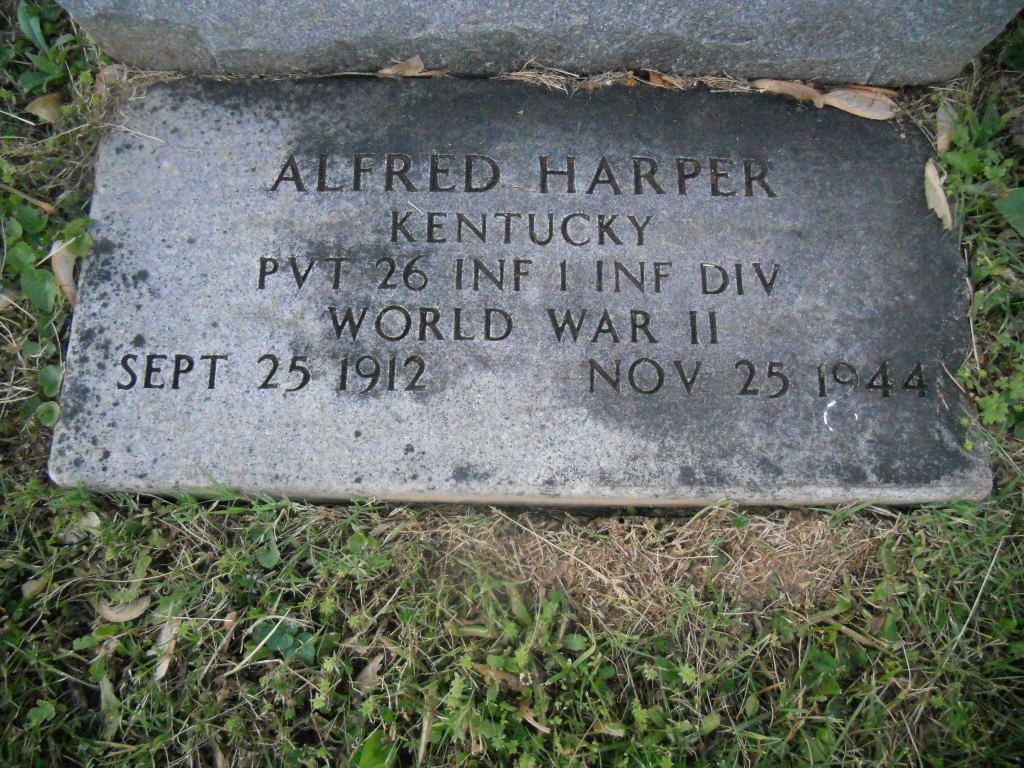 ALFRED HARPER
KENTUCKY
PVT 26 INF 1 INF DIV
WORLD WAR II
SEPT 25 1912 NOV 25 1944